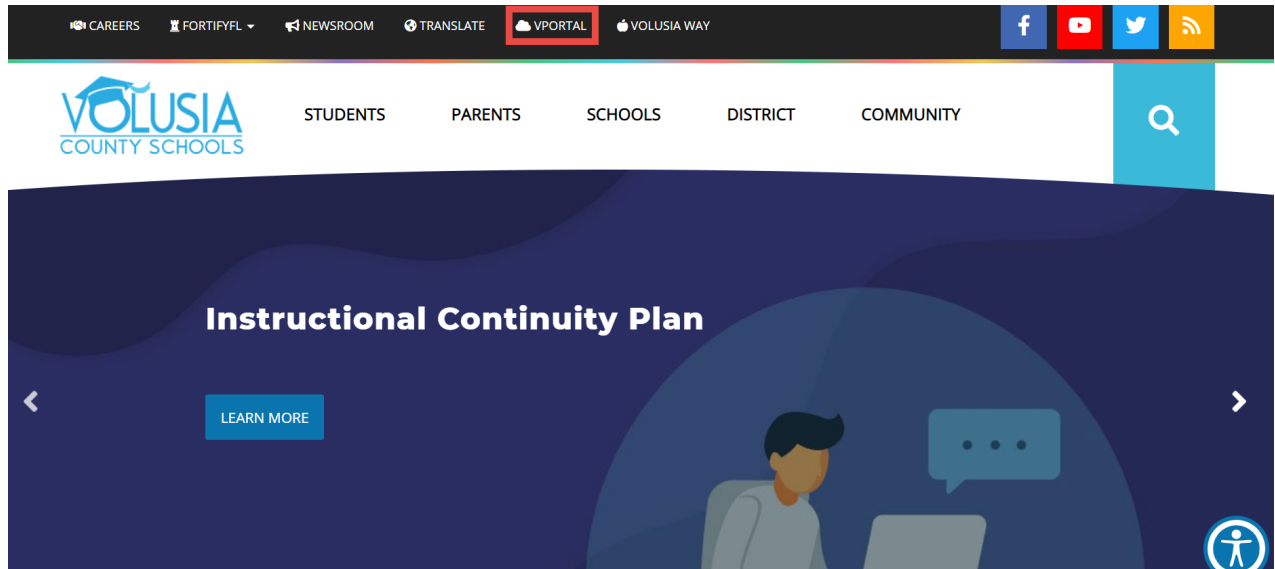 CAREERS FORTIFYFL NEWSROOM TRANSLATE VPORTAL VOLUSIA WAY
VOLUSIA
COUNTY SCHOOLS
STUDENTS PARENTS SCHOOLS DISTRICT COMMUNITY
Instructional Continuity Plan
LEARN MORE